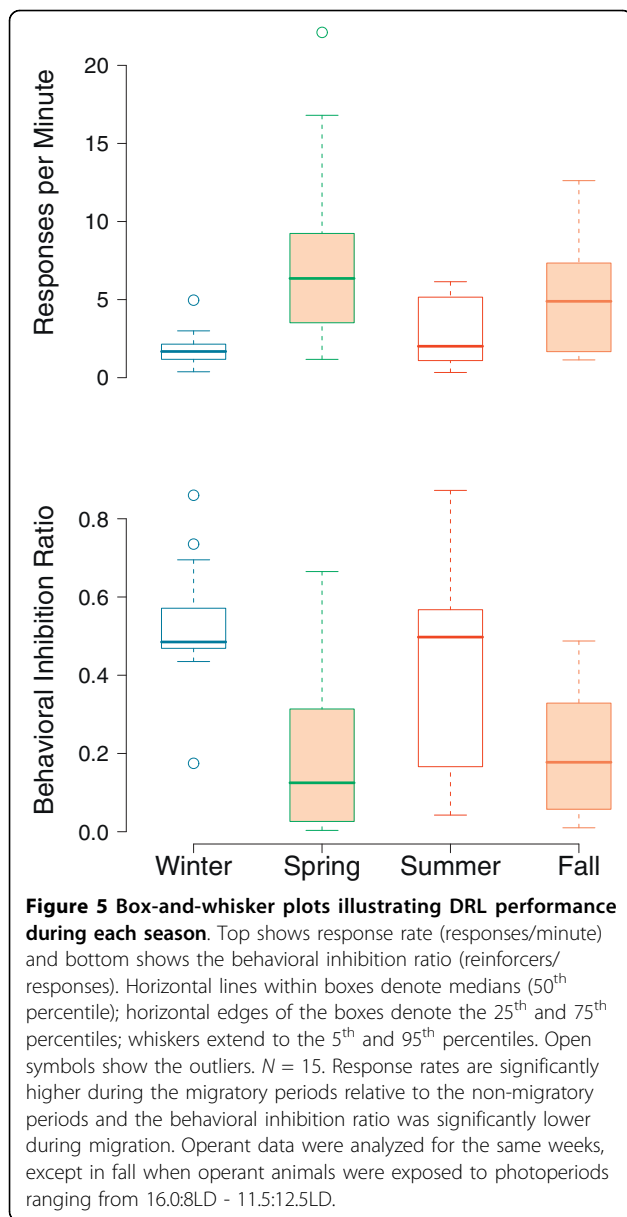 Responses per Minute
20
15
10
5
0
Behavioral Inhibition Ratio
0.8
0.6
0.4
0.2
0.0
Winter Spring Summer Fall
Figure 5 Box-and-whisker plots illustrating DRL performance
during each season. Top shows response rate (responses/minute)
and bottom shows the behavioral inhibition ratio (reinforcers/
responses). Horizontal lines within boxes denote medians (50th
percentile); horizontal edges of the boxes denote the 25th and 75th
percentiles; whiskers extend to the 5th and 95th percentiles. Open
symbols show the outliers. N = 15. Response rates are significantly
higher during the migratory periods relative to the non-migratory
periods and the behavioral inhibition ratio was significantly lower
during migration. Operant data were analyzed for the same weeks,
except in fall when operant animals were exposed to photoperiods
ranging from 16.0:8LD - 11.5:12.5LD.